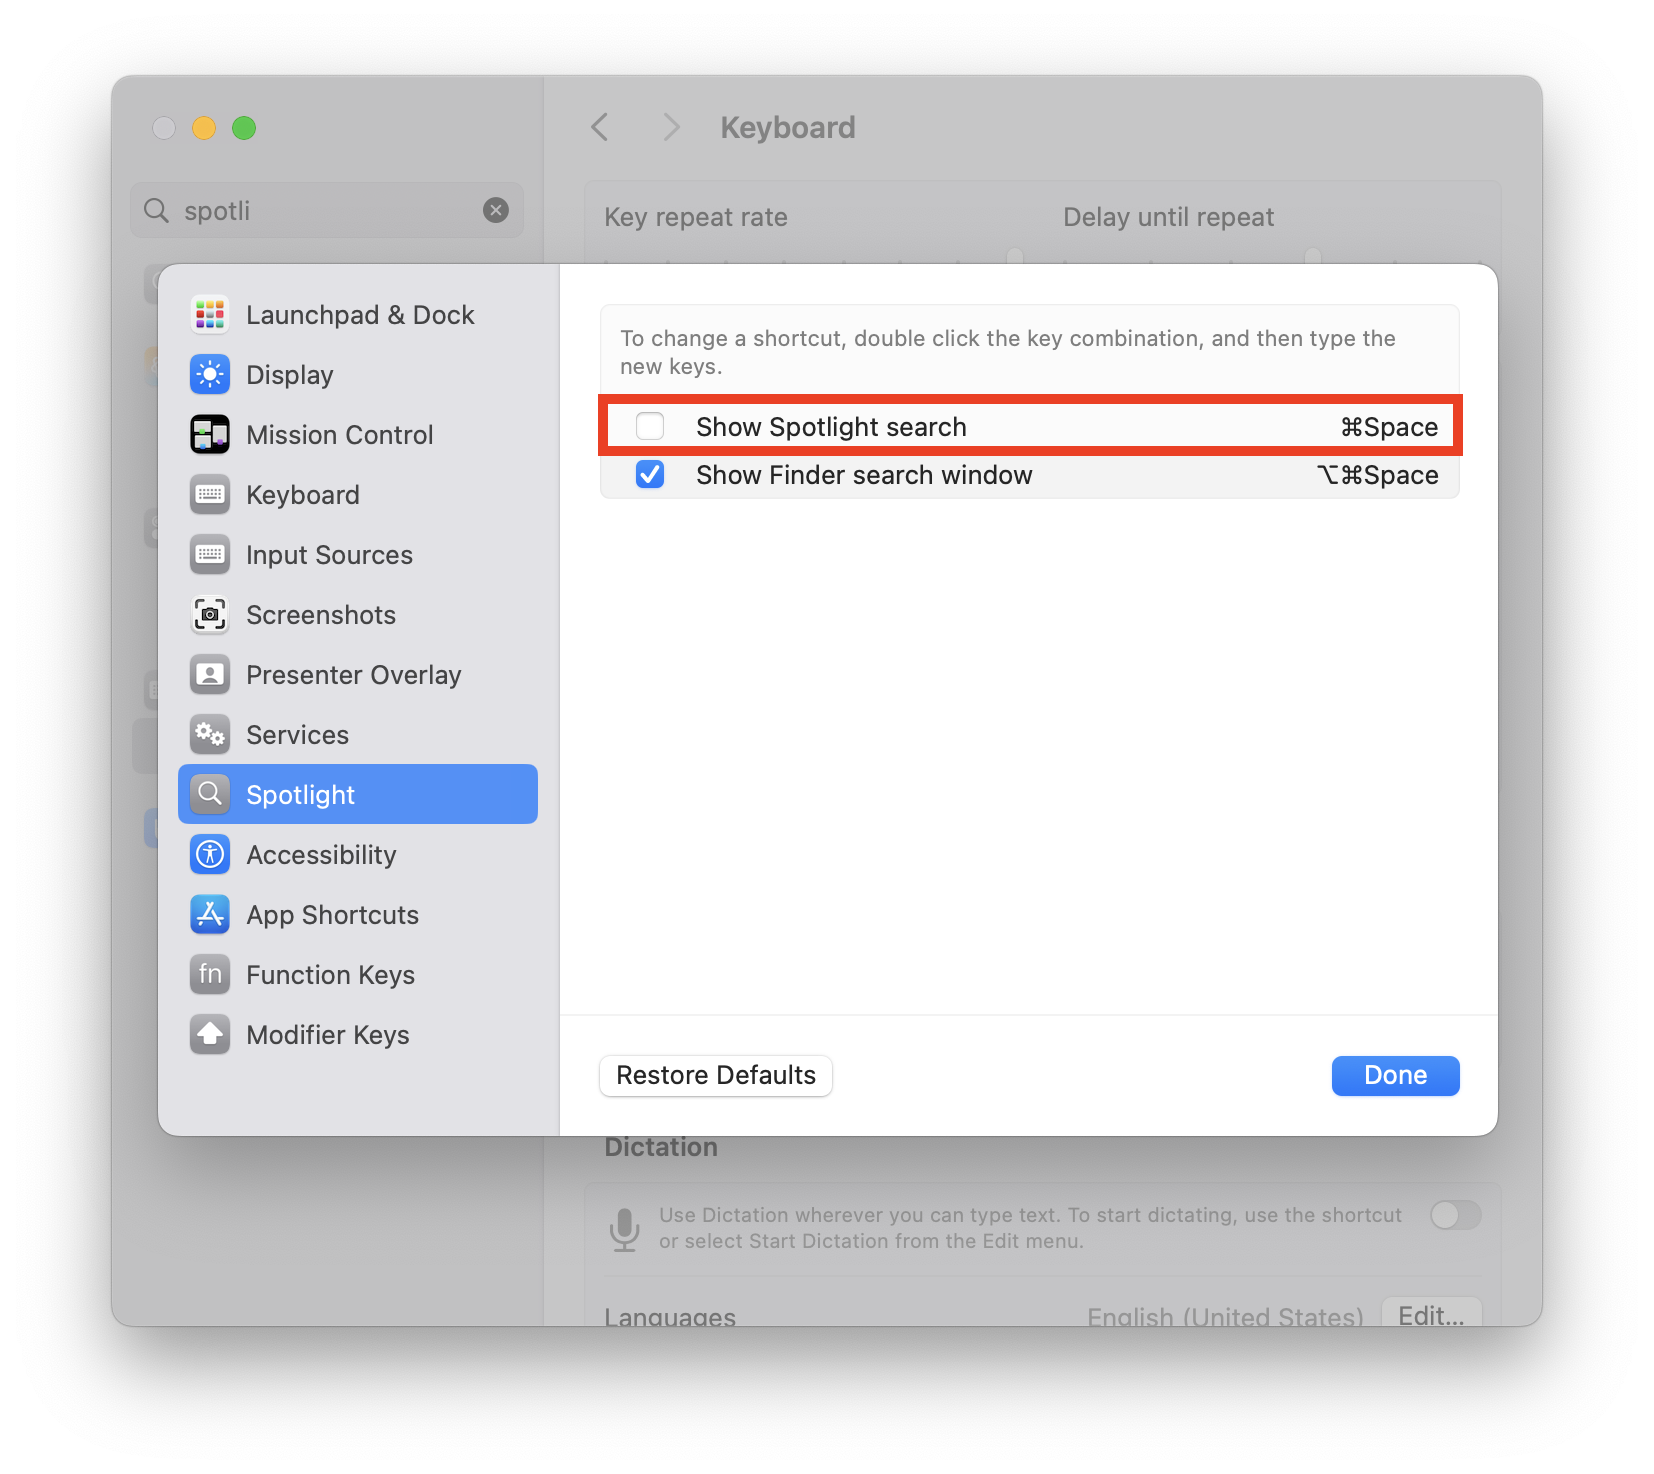 Keyboard
spotli
Key repeat rate
Delay until repeat
Launchpad & Dock
Display
Mission Control
Keyboard
Input Sources
Screenshots
Presenter Overlay
Services
Spotlight
Accessibility
App Shortcuts
fn Function Keys
Modifier Keys
To change a shortcut, double click the key combination, and then type the
new keys.
Show Spotlight search ⌘Space
Show Finder search window ⌥⌘Space
Restore Defaults
Done
Dictation
Use Dictation wherever you can type text. To start dictating, use the shortcut
or select Start Dictation from the Edit menu.
Languages English (United States) Edit...